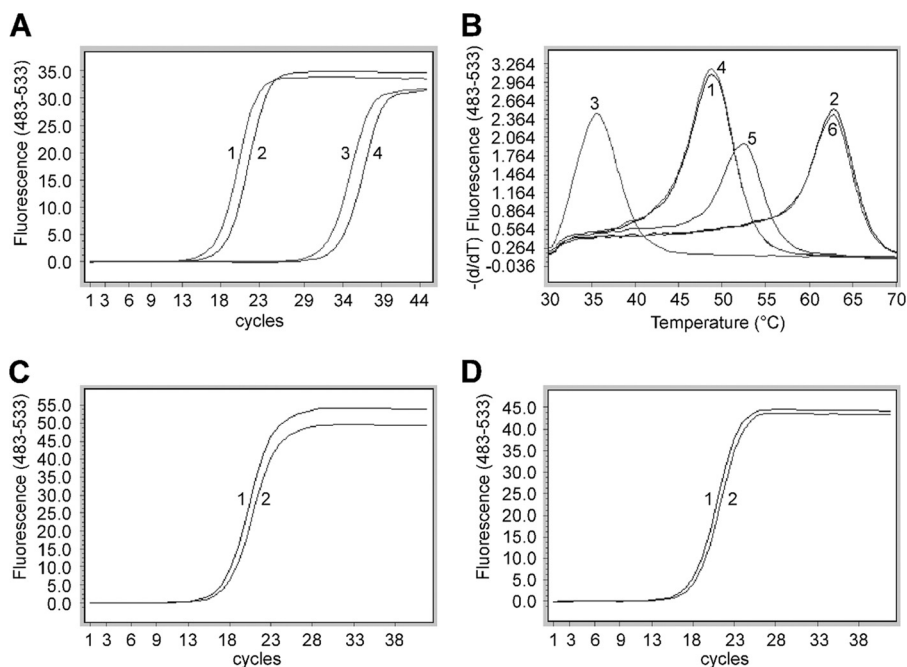 A
Fluorescence (483-533)
35.0
30.0
25.0
20.0
15.0
10.0
5.0
0.0
1 2 3 4
1 3 6 9 13 18 23 29 34 39 44
cycles
B
-(d/dT) Fluorescence (483-533)
3.264
2.964
2.664
2.364
2.064
1.764
1.464
1.164
0.864
0.564
0.264
-0.036
3 4 1 5 2 6
30 35 40 45 50 55 60 65 70
Temperature (°C)
C
Fluorescence (483-533)
55.0
50.0
45.0
40.0
35.0
30.0
25.0
20.0
15.0
10.0
5.0
0.0
1 2
1 3 6 9 13 18 23 28 33 38
cycles
D
Fluorescence (483-533)
45.0
40.0
35.0
30.0
25.0
20.0
15.0
10.0
5.0
0.0
1 2
1 3 6 9 13 18 23 28 33 38
cycles